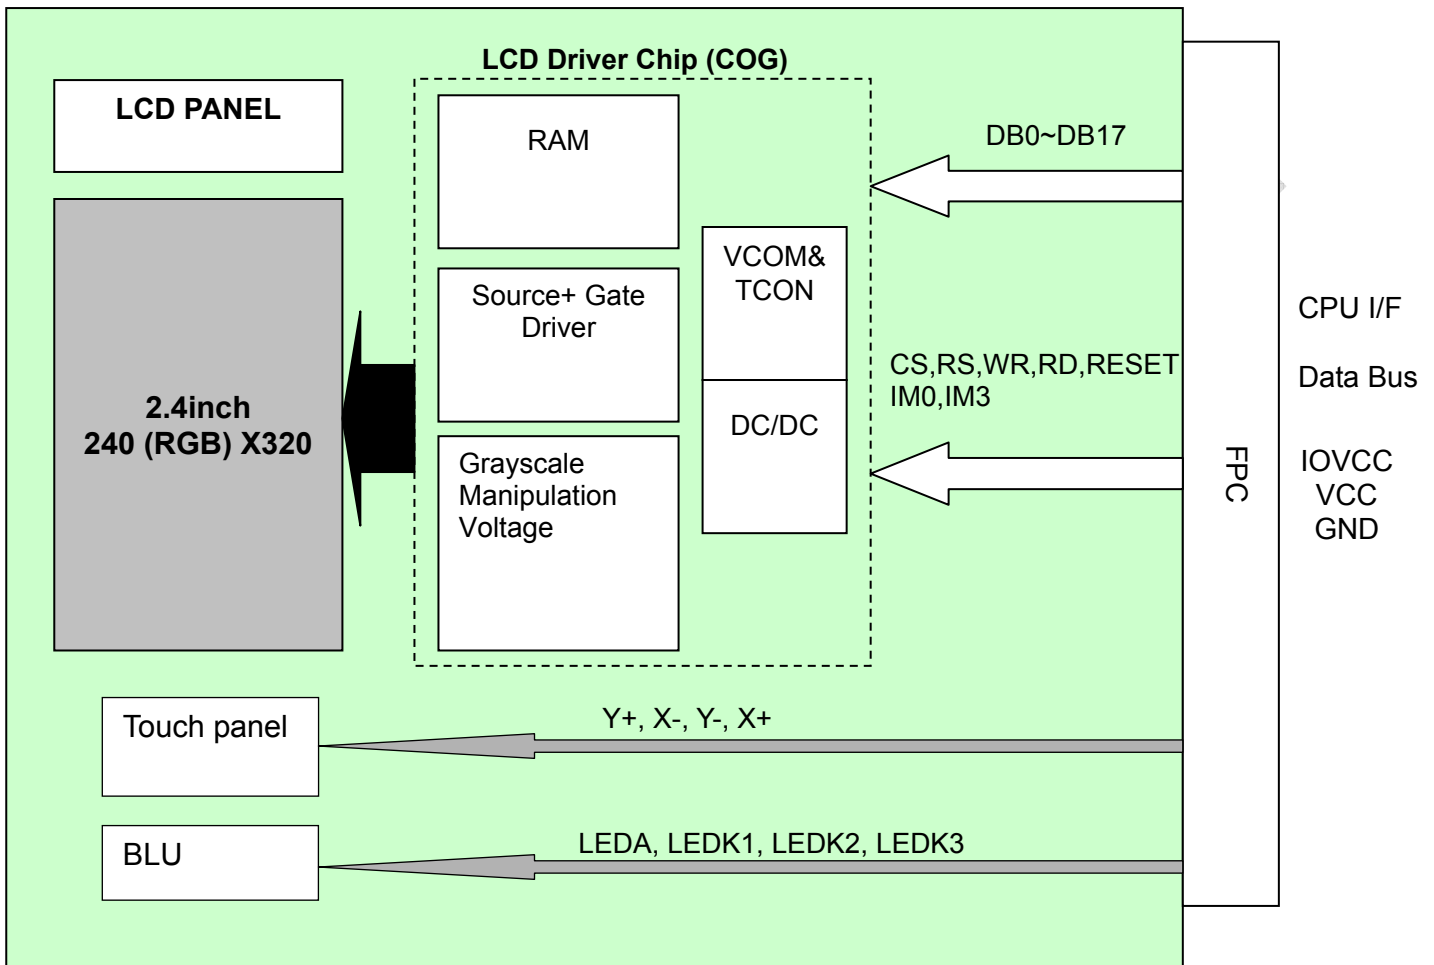 LCD Driver Chip (COG)
LCD PANEL
RAM
DB0~DB17
VCOM&
TCON
Source+ Gate
Driver
CPU I/F
CS,RS,WR,RD,RESET
IM0,IM3
Data Bus
2.4inch
240 (RGB) X320
DC/DC
Grayscale
Manipulation
Voltage
FPC
IOVCC
VCC
GND
Touch panel
Y+, X-, Y-, X+
BLU
LEDA, LEDK1, LEDK2, LEDK3